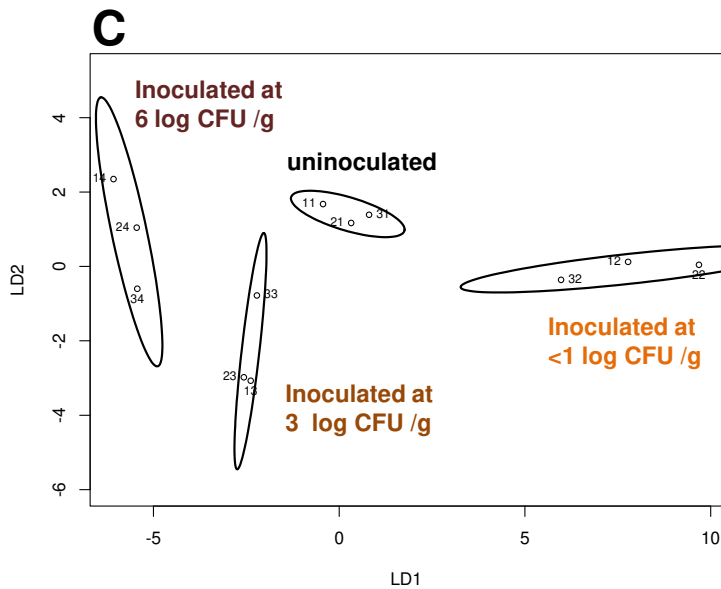 C
Inoculated at
6 log CFU /g
uninoculated
14
24
34
11
21
31
33
23
13
12
32
22
Inoculated at
<1 log CFU /g
Inoculated at
3 log CFU /g
4
2
0
-2
-4
-6
LD2
-5
0
5
10
LD1